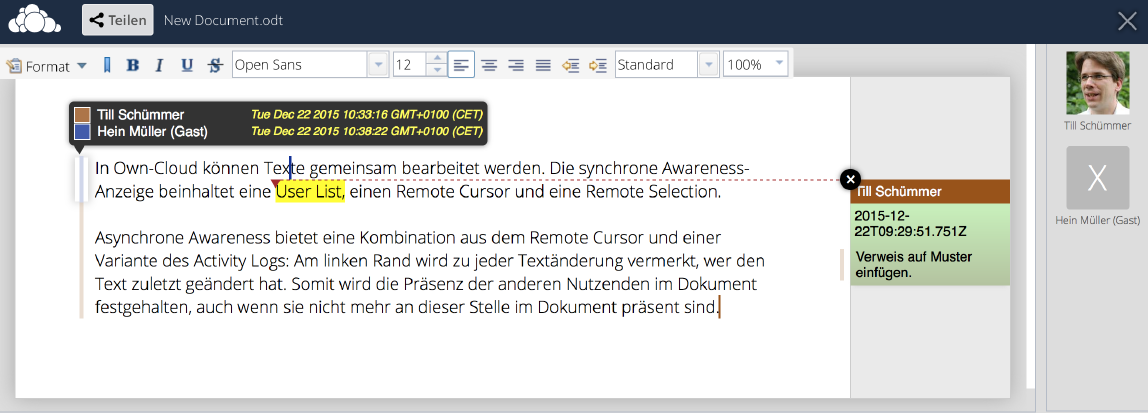 Teilen New Document.odt
Format B I U S Open Sans 12 Standard 100%
Till Schümmer Tue Dec 22 2015 10:33:16 GMT+0100 (CET)
Hein Müller (Gast) Tue Dec 22 2015 10:38:22 GMT+0100 (CET)
In Own-Cloud können Texte gemeinsam bearbeitet werden. Die synchrone Awareness-
Anzeige beinhaltet eine User List, einen Remote Cursor und eine Remote Selection.
Asynchrone Awareness bietet eine Kombination aus dem Remote Cursor und einer
Variante des Activity Logs: Am linken Rand wird zu jeder Textänderung vermerkt, wer den
Text zuletzt geändert hat. Somit wird die Präsenz der anderen Nutzenden im Dokument
festgehalten, auch wenn sie nicht mehr an dieser Stelle im Dokument präsent sind.
Till Schümmer
2015-12-
22T09:29:51.751Z
Verweis auf Muster
einfügen.
Till Schümmer
X
Hein Müller (Gast)